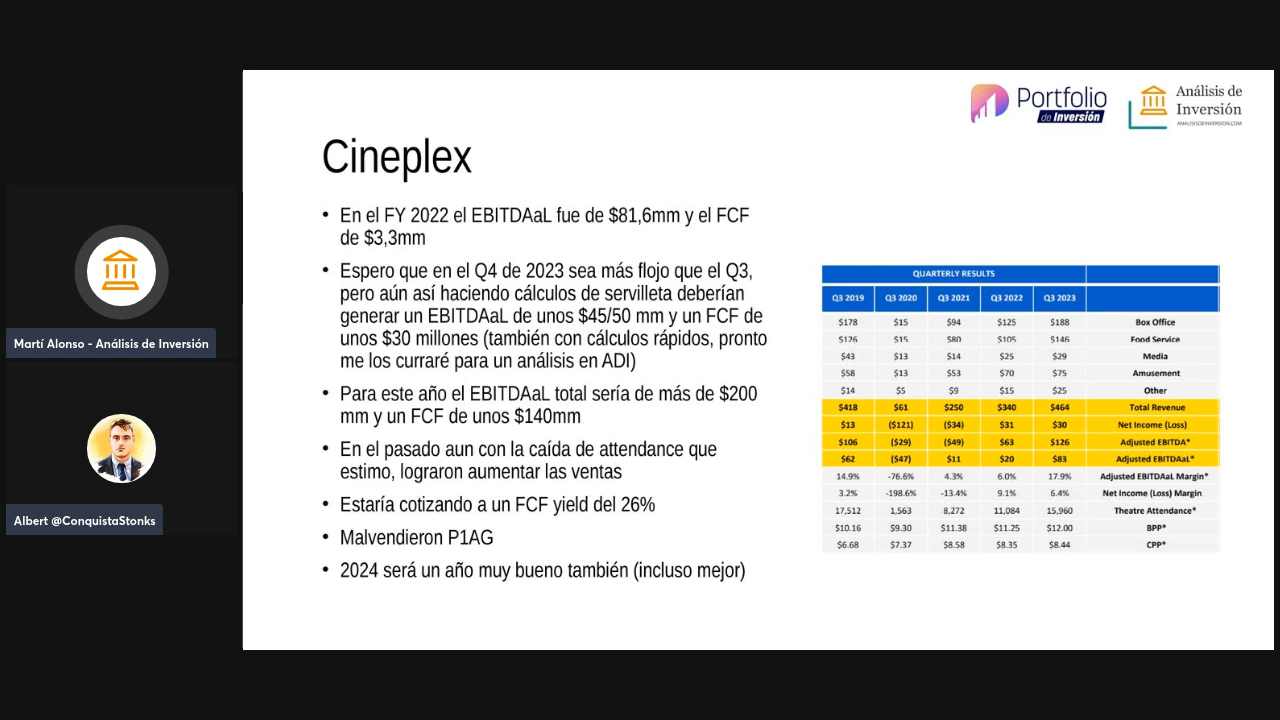 Portfolio
de Inversión
Análisis de
Inversión
ANALISISDEINVERSION.COM
Cineplex
• En el FY 2022 el EBITDAaL fue de $81,6mm y el FCF
de $3,3mm
• Espero que en el Q4 de 2023 sea más flojo que el Q3,
pero aún así haciendo cálculos de servilleta deberían
generar un EBITDAaL de unos $45/50 mm y un FCF de
unos $30 millones (también con cálculos rápidos, pronto
me los curraré para un análisis en ADI)
• Para este año el EBITDAaL total sería de más de $200
mm y un FCF de unos $140mm
• En el pasado aun con la caída de attendance que
estimo, lograron aumentar las ventas
• Estaría cotizando a un FCF yield del 26%
• Malvendieron P1AG
• 2024 será un año muy bueno también (incluso mejor)
QUARTERLY RESULTS
Q3 2019 Q3 2020 Q3 2021 Q3 2022 Q3 2023
$178 $15 $94 $125 $188 Box Office
$126 $15 $80 $105 $146 Food Service
$43 $13 $14 $25 $29 Media
$58 $13 $53 $70 $75 Amusement
$14 $5 $9 $15 $25 Other
$418 $61 $250 $340 $464 Total Revenue
$13 ($121) ($34) $31 $30 Net Income (Loss)
$106 ($29) ($49) $63 $126 Adjusted EBITDA*
$62 ($47) $11 $20 $83 Adjusted EBITDAaL*
14.9% -76.6% 4.3% 6.0% 17.9% Adjusted EBITDAaL Margin*
3.2% -198.6% -13.4% 9.1% 6.4% Net Income (Loss) Margin
17,512 1,563 8,272 11,084 15,960 Theatre Attendance*
$10.16 $9.30 $11.38 $11.25 $12.00 BPP*
$6.68 $7.37 $8.58 $8.35 $8.44 CPP*
Martí Alonso - Análisis de Inversión
Albert @ConquistaStonks